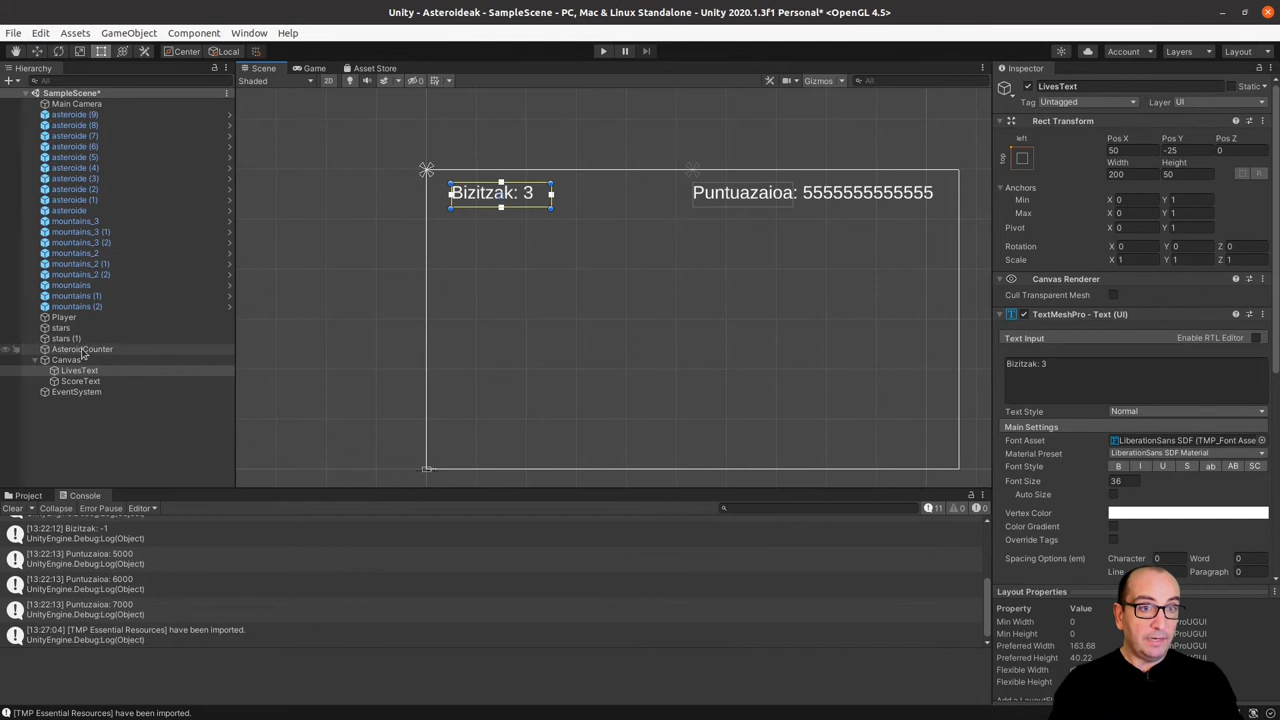 Unity - Asteroideak - SampleScene - PC, Mac & Linux Standalone - Unity 2020.1.3f1 Personal* <OpenGL 4.5>
File Edit Assets GameObject Component Window Help
Center Local Account Layers Layout
Hierarchy
All
SampleScene*
Main Camera
asteroide (9)
asteroide (8)
asteroide (7)
asteroide (6)
asteroide (5)
asteroide (4)
asteroide (3)
asteroide (2)
asteroide (1)
asteroide
mountains_3
mountains_3 (1)
mountains_3 (2)
mountains_2
mountains_2 (1)
mountains_2 (2)
mountains
mountains (1)
mountains (2)
Player
stars
stars (1)
AsteroidCounter
Canvas
LivesText
ScoreText
EventSystem
Scene Game Asset Store
Shaded 2D 0 Gizmos All
Bizitzak: 3
Puntuazaioa: 5555555555555
Inspector
LivesText Static
Tag Untagged Layer UI
Rect Transform
left
top
Pos X Pos Y Pos Z
50 -25 0
Width Height
200 50
R
Anchors
Min X 0 Y 1
Max X 0 Y 1
Pivot X 0 Y 1
Rotation X 0 Y 0 Z 0
Scale X 1 Y 1 Z 1
Canvas Renderer
Cull Transparent Mesh
TextMeshPro - Text (UI)
Text Input Enable RTL Editor
Bizitzak: 3
Text Style Normal
Main Settings
Font Asset LiberationSans SDF (TMP_Font Asse
Material Preset LiberationSans SDF Material
Font Style B I U S ab AB SC
Font Size 36
Auto Size
Vertex Color
Color Gradient
Override Tags
Spacing Options (em) Character 0 Word 0
Line Paragraph 0
Layout Properties
Property Value
Min Width 0
Min Height 0
Preferred Width 163.68
Preferred Height 40.22
Flexible Width
Flexible Height
Project Console
Clear Collapse Error Pause Editor 11 0 0
[13:22:12] Bizitzak: -1
UnityEngine.Debug:Log(Object)
[13:22:13] Puntuzaioa: 5000
UnityEngine.Debug:Log(Object)
[13:22:13] Puntuzaioa: 6000
UnityEngine.Debug:Log(Object)
[13:22:13] Puntuzaioa: 7000
UnityEngine.Debug:Log(Object)
[13:27:04] [TMP Essential Resources] have been imported.
UnityEngine.Debug:Log(Object)
[TMP Essential Resources] have been imported.